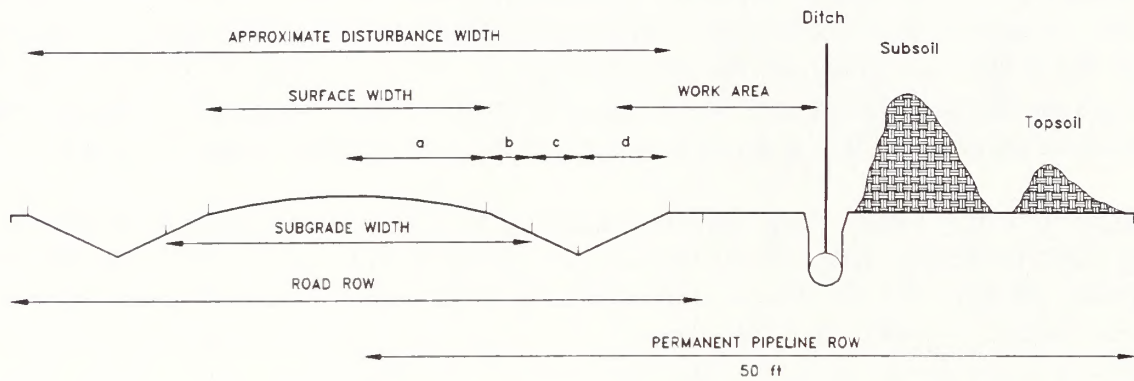 Ditch
APPROXIMATE DISTURBANCE WIDTH
Subsoil
SURFACE WIDTH
WORK AREA
Topsoil
a b c d
SUBGRADE WIDTH
ROAD ROW
PERMANENT PIPELINE ROW
50 ft